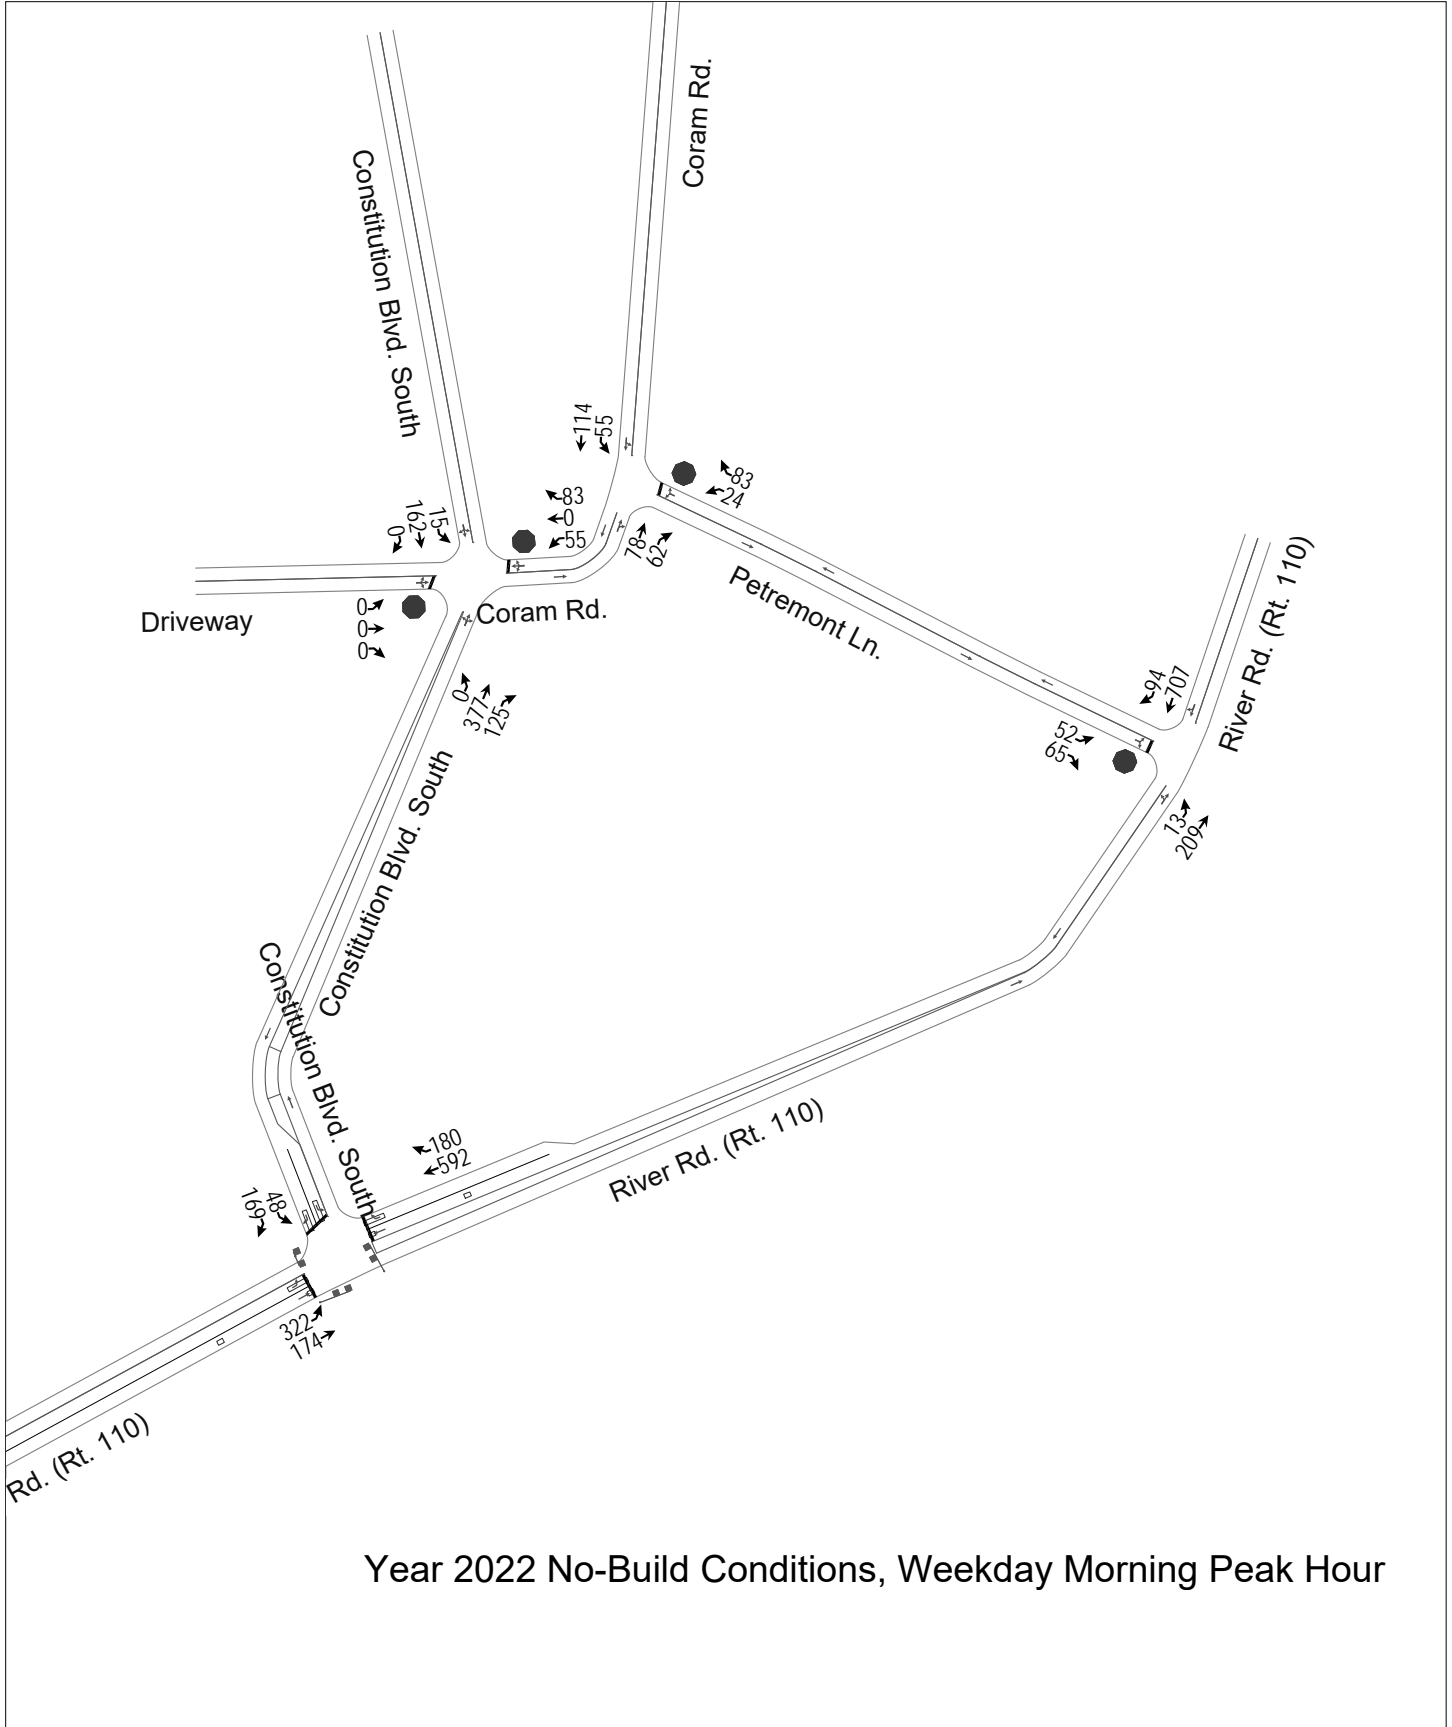 Coram Rd.
Constitution Blvd. South
114
55
83
24
83
0
55
0
162
15
78
62
Petremont Ln.
Coram Rd.
Driveway
0
0
0
River Rd. (Rt. 110)
94
707
0
377
125
52
65
13
209
Constitution Blvd. South
Constitution Blvd. South
River Rd. (Rt. 110)
180
592
169
48
322
174
Rd. (Rt. 110)
Year 2022 No-Build Conditions, Weekday Morning Peak Hour